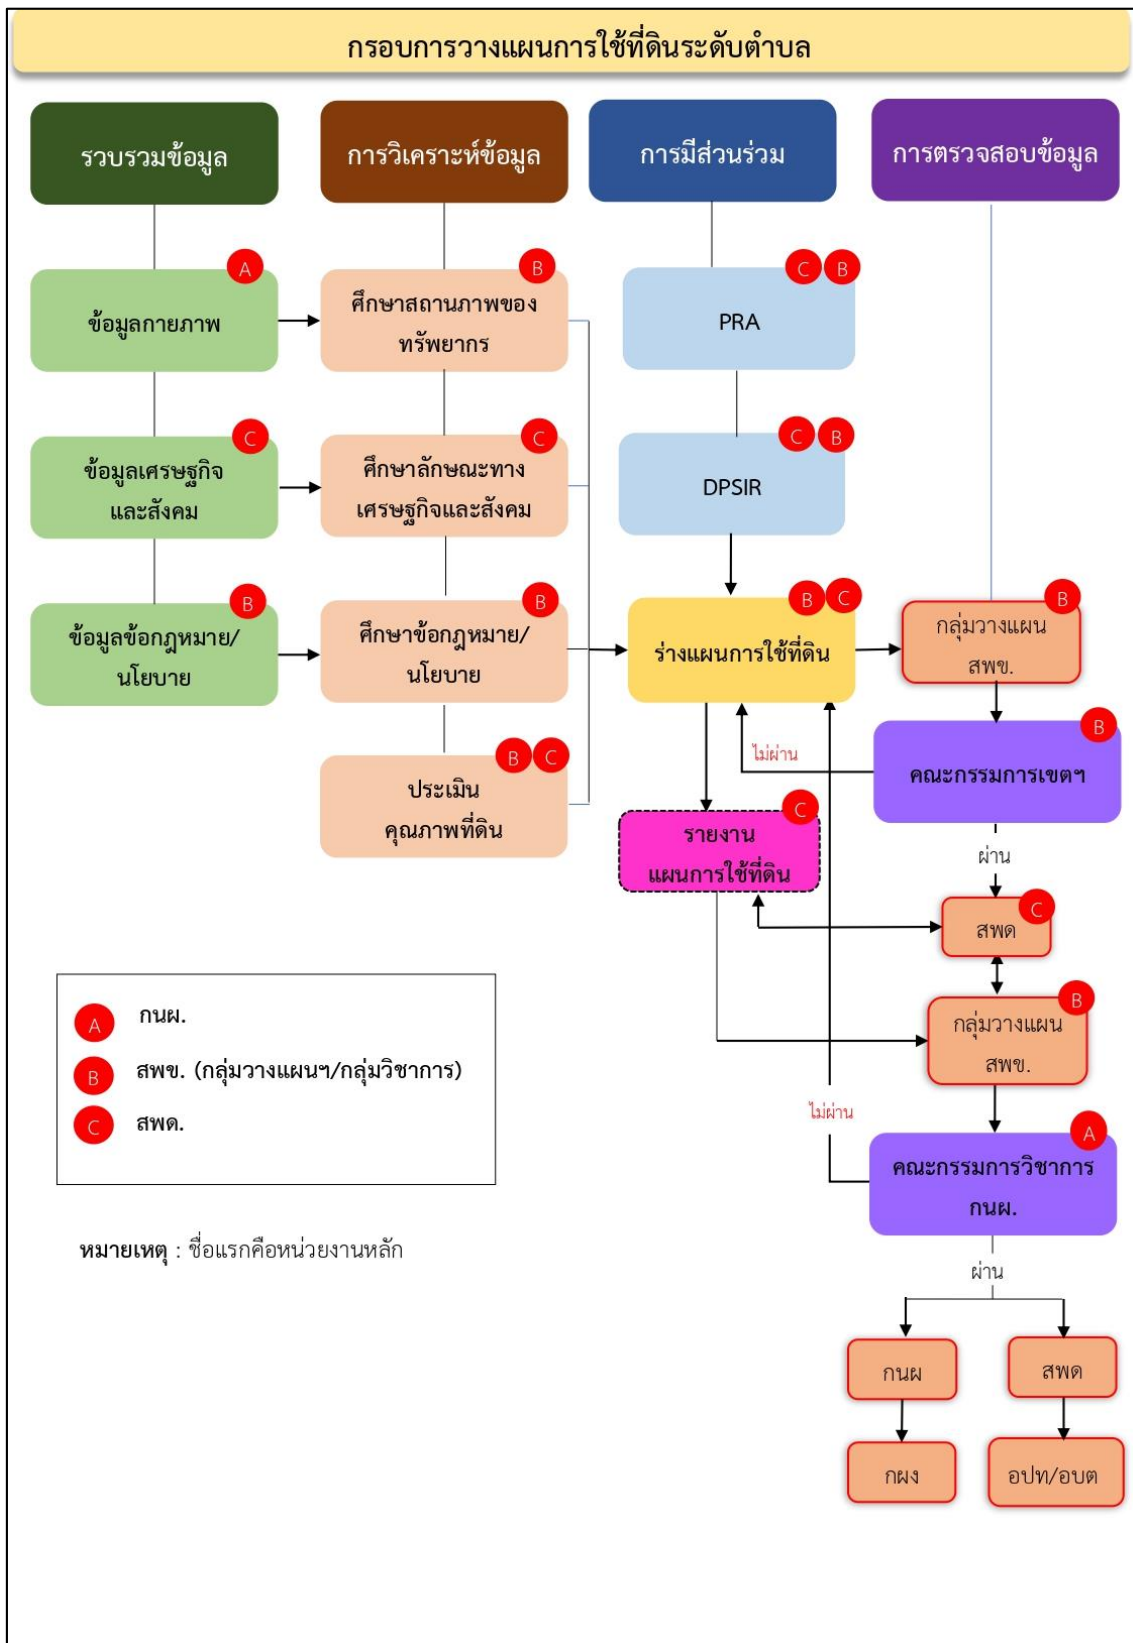 กรอบการวางแผนการใช้ที่ดินระดับตำบล
รวบรวมข้อมูล
การวิเคราะห์ข้อมูล
การมีส่วนร่วม
การตรวจสอบข้อมูล
A
ข้อมูลกายภาพ
B
ศึกษาสถานภาพของ
ทรัพยากร
C B
PRA
C
ข้อมูลเศรษฐกิจ
และสังคม
C
ศึกษาลักษณะทาง
เศรษฐกิจและสังคม
C B
DPSIR
B
ข้อมูลข้อกฎหมาย/
นโยบาย
B
ศึกษาข้อกฎหมาย/
นโยบาย
B C
ร่างแผนการใช้ที่ดิน
B
กลุ่มวางแผน
สพข.
B C
ประเมิน
คุณภาพที่ดิน
ไม่ผ่าน
B
คณะกรรมการเขตฯ
C
รายงาน
แผนการใช้ที่ดิน
ผ่าน
C
สพด
B
กลุ่มวางแผน
สพข.
A กนผ.
B สพข. (กลุ่มวางแผนฯ/กลุ่มวิชาการ)
C สพด.
ไม่ผ่าน
A
คณะกรรมการวิชาการ
กนผ.
หมายเหตุ : ชื่อแรกคือหน่วยงานหลัก
ผ่าน
กนผ
สพด
กผง
อปท/อบต